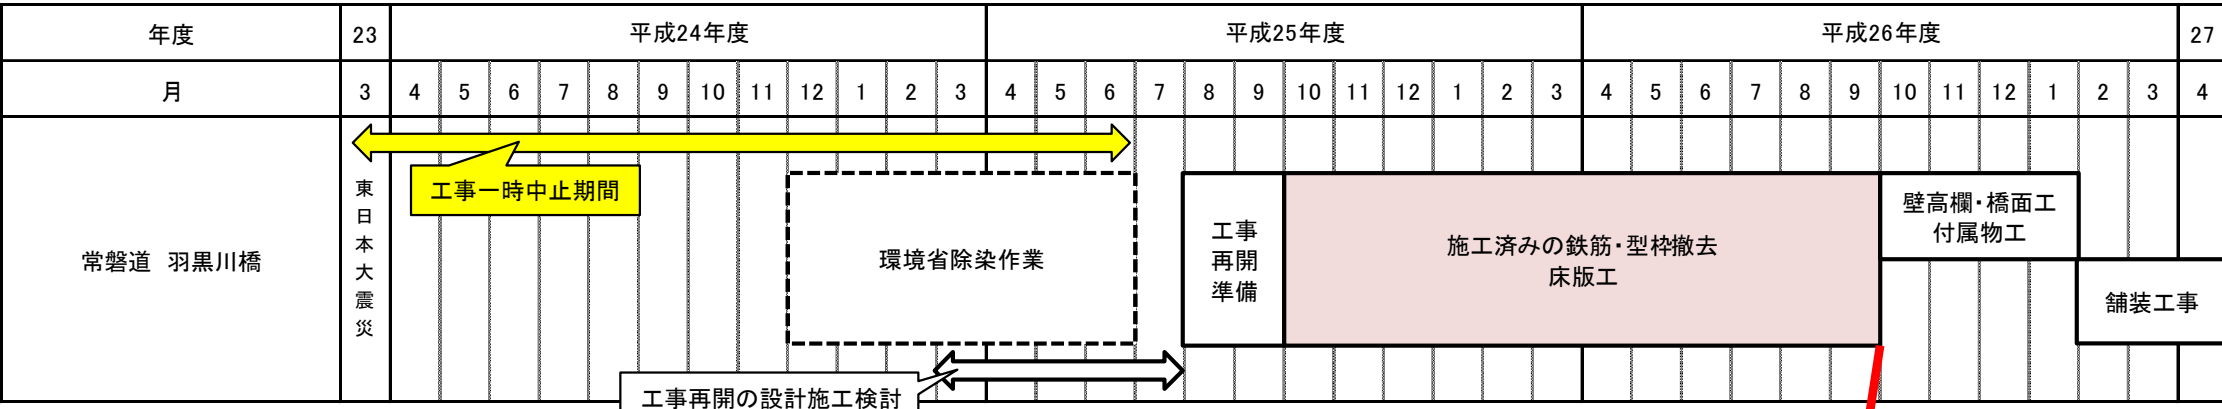 年度 23 平成24年度 平成25年度 平成26年度 27
月 3 4 5 6 7 8 9 10 11 12 1 2 3 4 5 6 7 8 9 10 11 12 1 2 3 4 5 6 7 8 9 10 11 12 1 2 3 4
常磐道 羽黒川橋
東
日
本
大
震
災
工事一時中止期間
環境省除染作業
工事再開の設計施工検討
工事
再開
準備
施工済みの鉄筋・型枠撤去
床版工
壁高欄・橋面工
付属物工
舗装工事